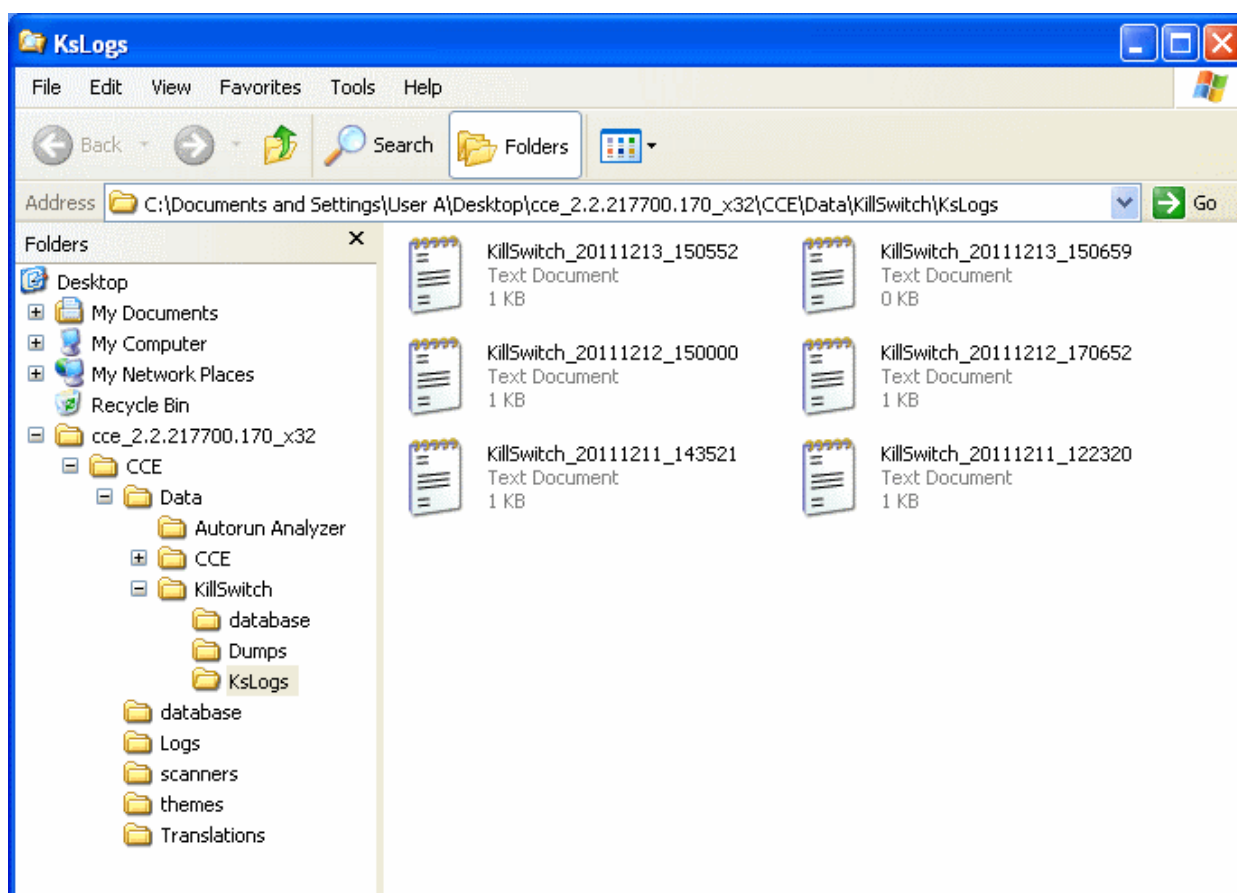 KsLogs
File Edit View Favorites Tools Help
Back Search Folders
Address C:\Documents and Settings\User A\Desktop\cce_2.2.217700.170_x32\CCE\Data\KillSwitch\KsLogs Go
Folders
Desktop
My Documents
My Computer
My Network Places
Recycle Bin
cce_2.2.217700.170_x32
CCE
Data
Autorun Analyzer
CCE
KillSwitch
database
Dumps
KsLogs
database
Logs
scanners
themes
Translations
KillSwitch_20111213_150552
Text Document
1 KB
KillSwitch_20111213_150659
Text Document
0 KB
KillSwitch_20111212_150000
Text Document
1 KB
KillSwitch_20111212_170652
Text Document
1 KB
KillSwitch_20111211_143521
Text Document
1 KB
KillSwitch_20111211_122320
Text Document
1 KB